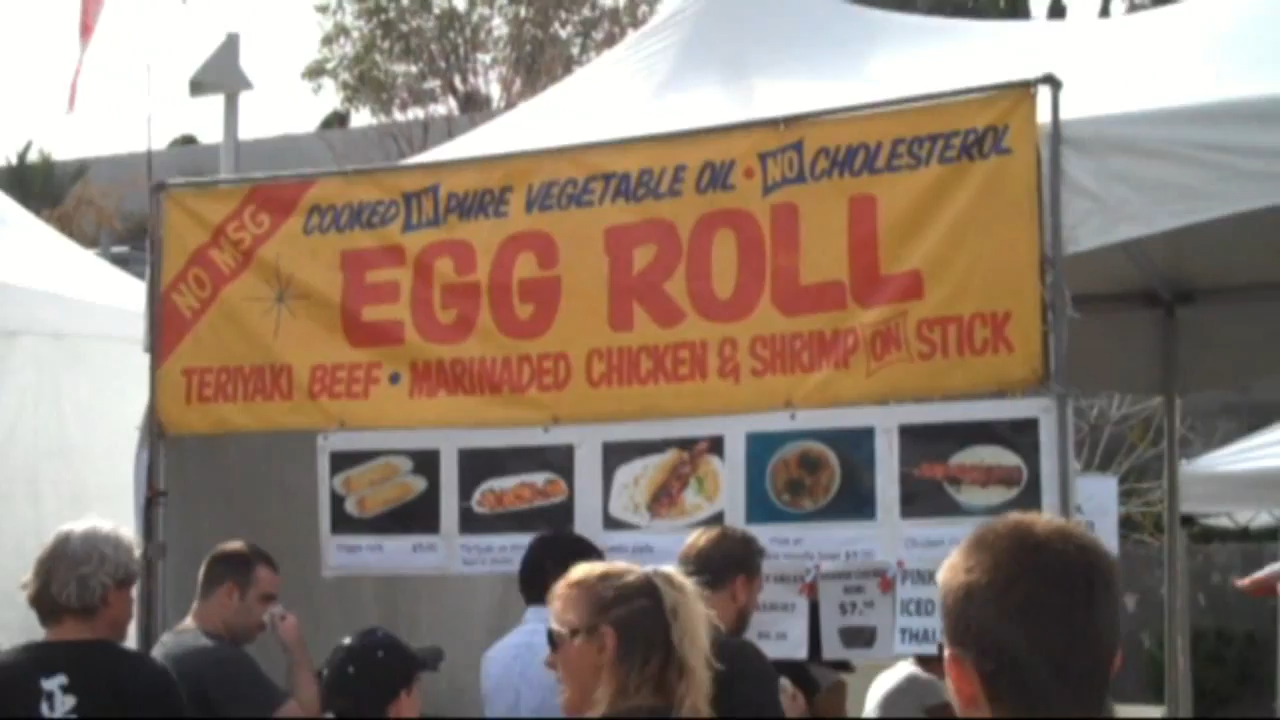 NO MSG
COOKED IN PURE VEGETABLE OIL • NO CHOLESTEROL
EGG ROLL
TERIYAKI BEEF • MARINADED CHICKEN & SHRIMP ON STICK
Chicken
$7.
PINK
ICED
THAI